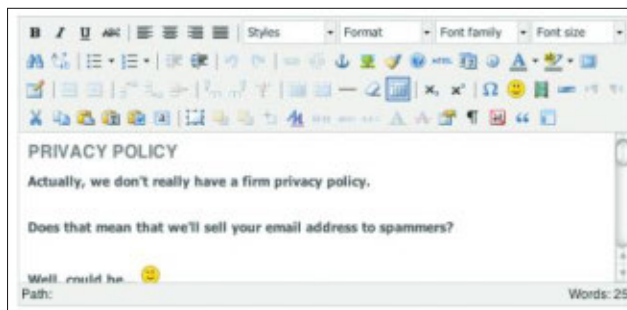 B I U ABC Styles Format Font family Font size
PRIVACY POLICY
Actually, we don't really have a firm privacy policy.
Does that mean that we'll sell your email address to spammers?
Well, could be...
Path: Words: 25